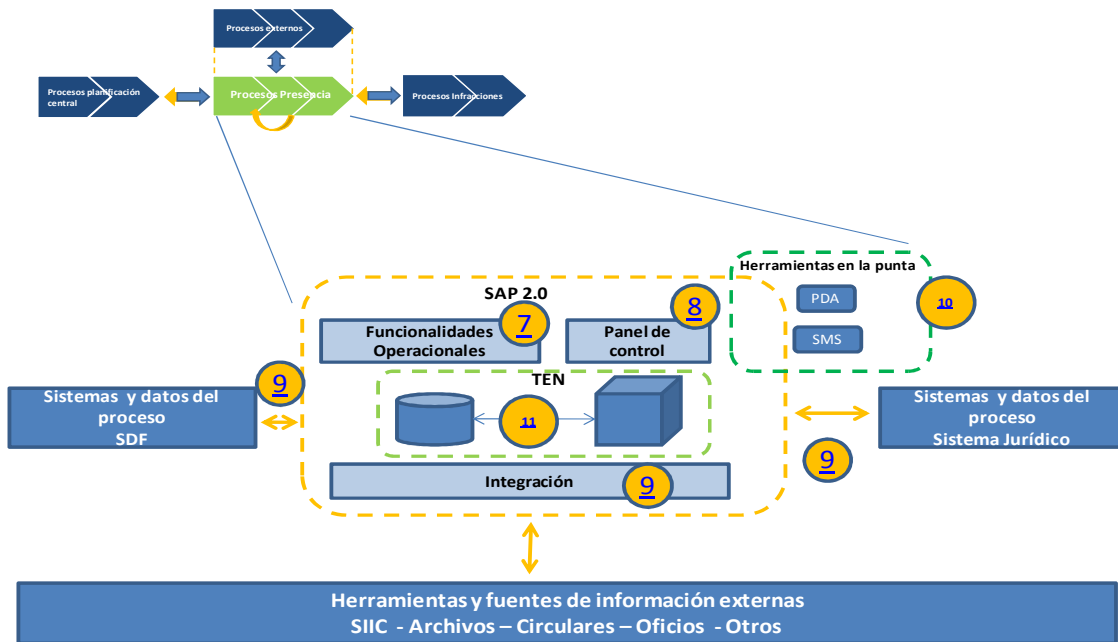 Procesos externos
Procesos planificación
central
Procesos Presencia
Procesos Infracciones
Herramientas en la punta
PDA
10
SMS
SAP 2.0
Funcionalidades
Operacionales
7
Panel de
control
8
TEN
11
Sistemas y datos del
proceso
SDF
9
Sistemas y datos del
proceso
Sistema Jurídico
9
Integración
9
Herramientas y fuentes de información externas
SIIC - Archivos – Circulares – Oficios - Otros